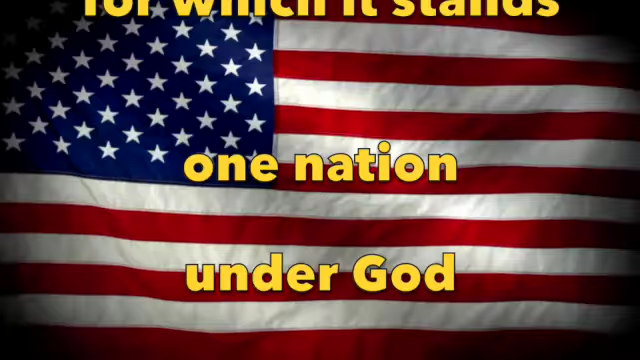 for which it stands
one nation
under God